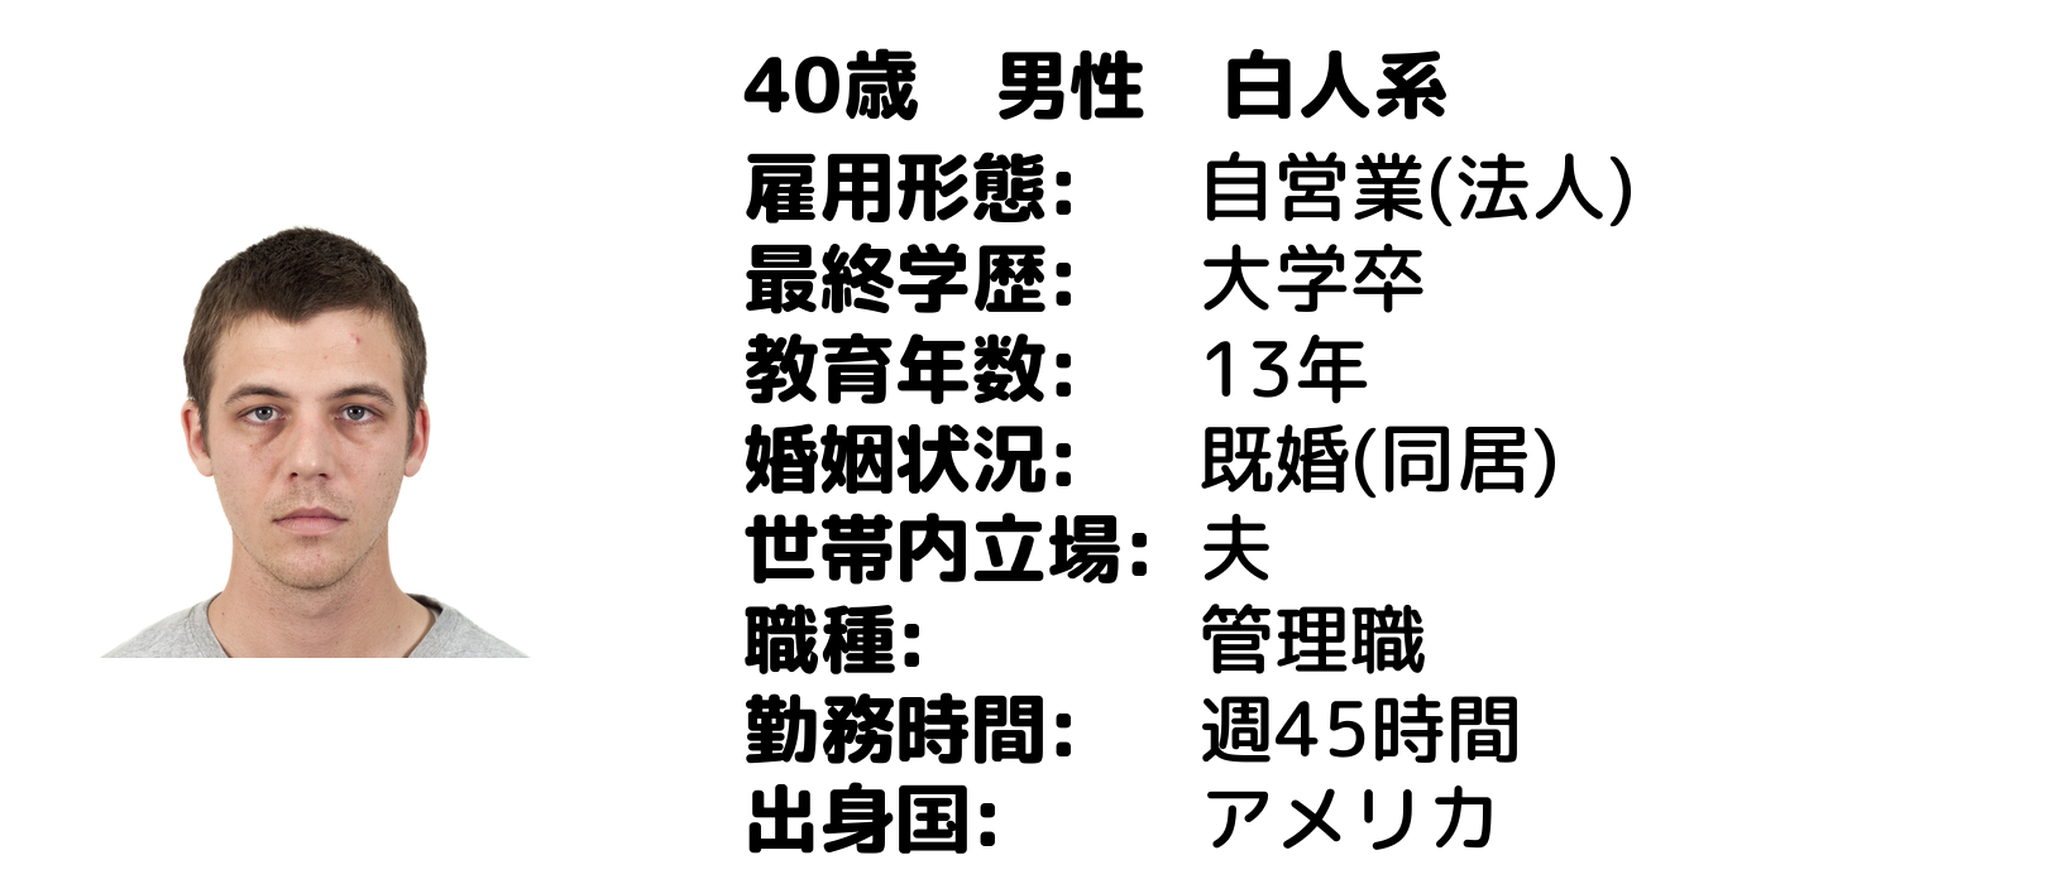 40歳　男性　白人系
雇用形態:　自営業(法人)
最終学歴:　大学卒
教育年数:　13年
婚姻状況:　既婚(同居)
世帯内立場:　夫
職種:　管理職
勤務時間:　週45時間
出身国:　アメリカ